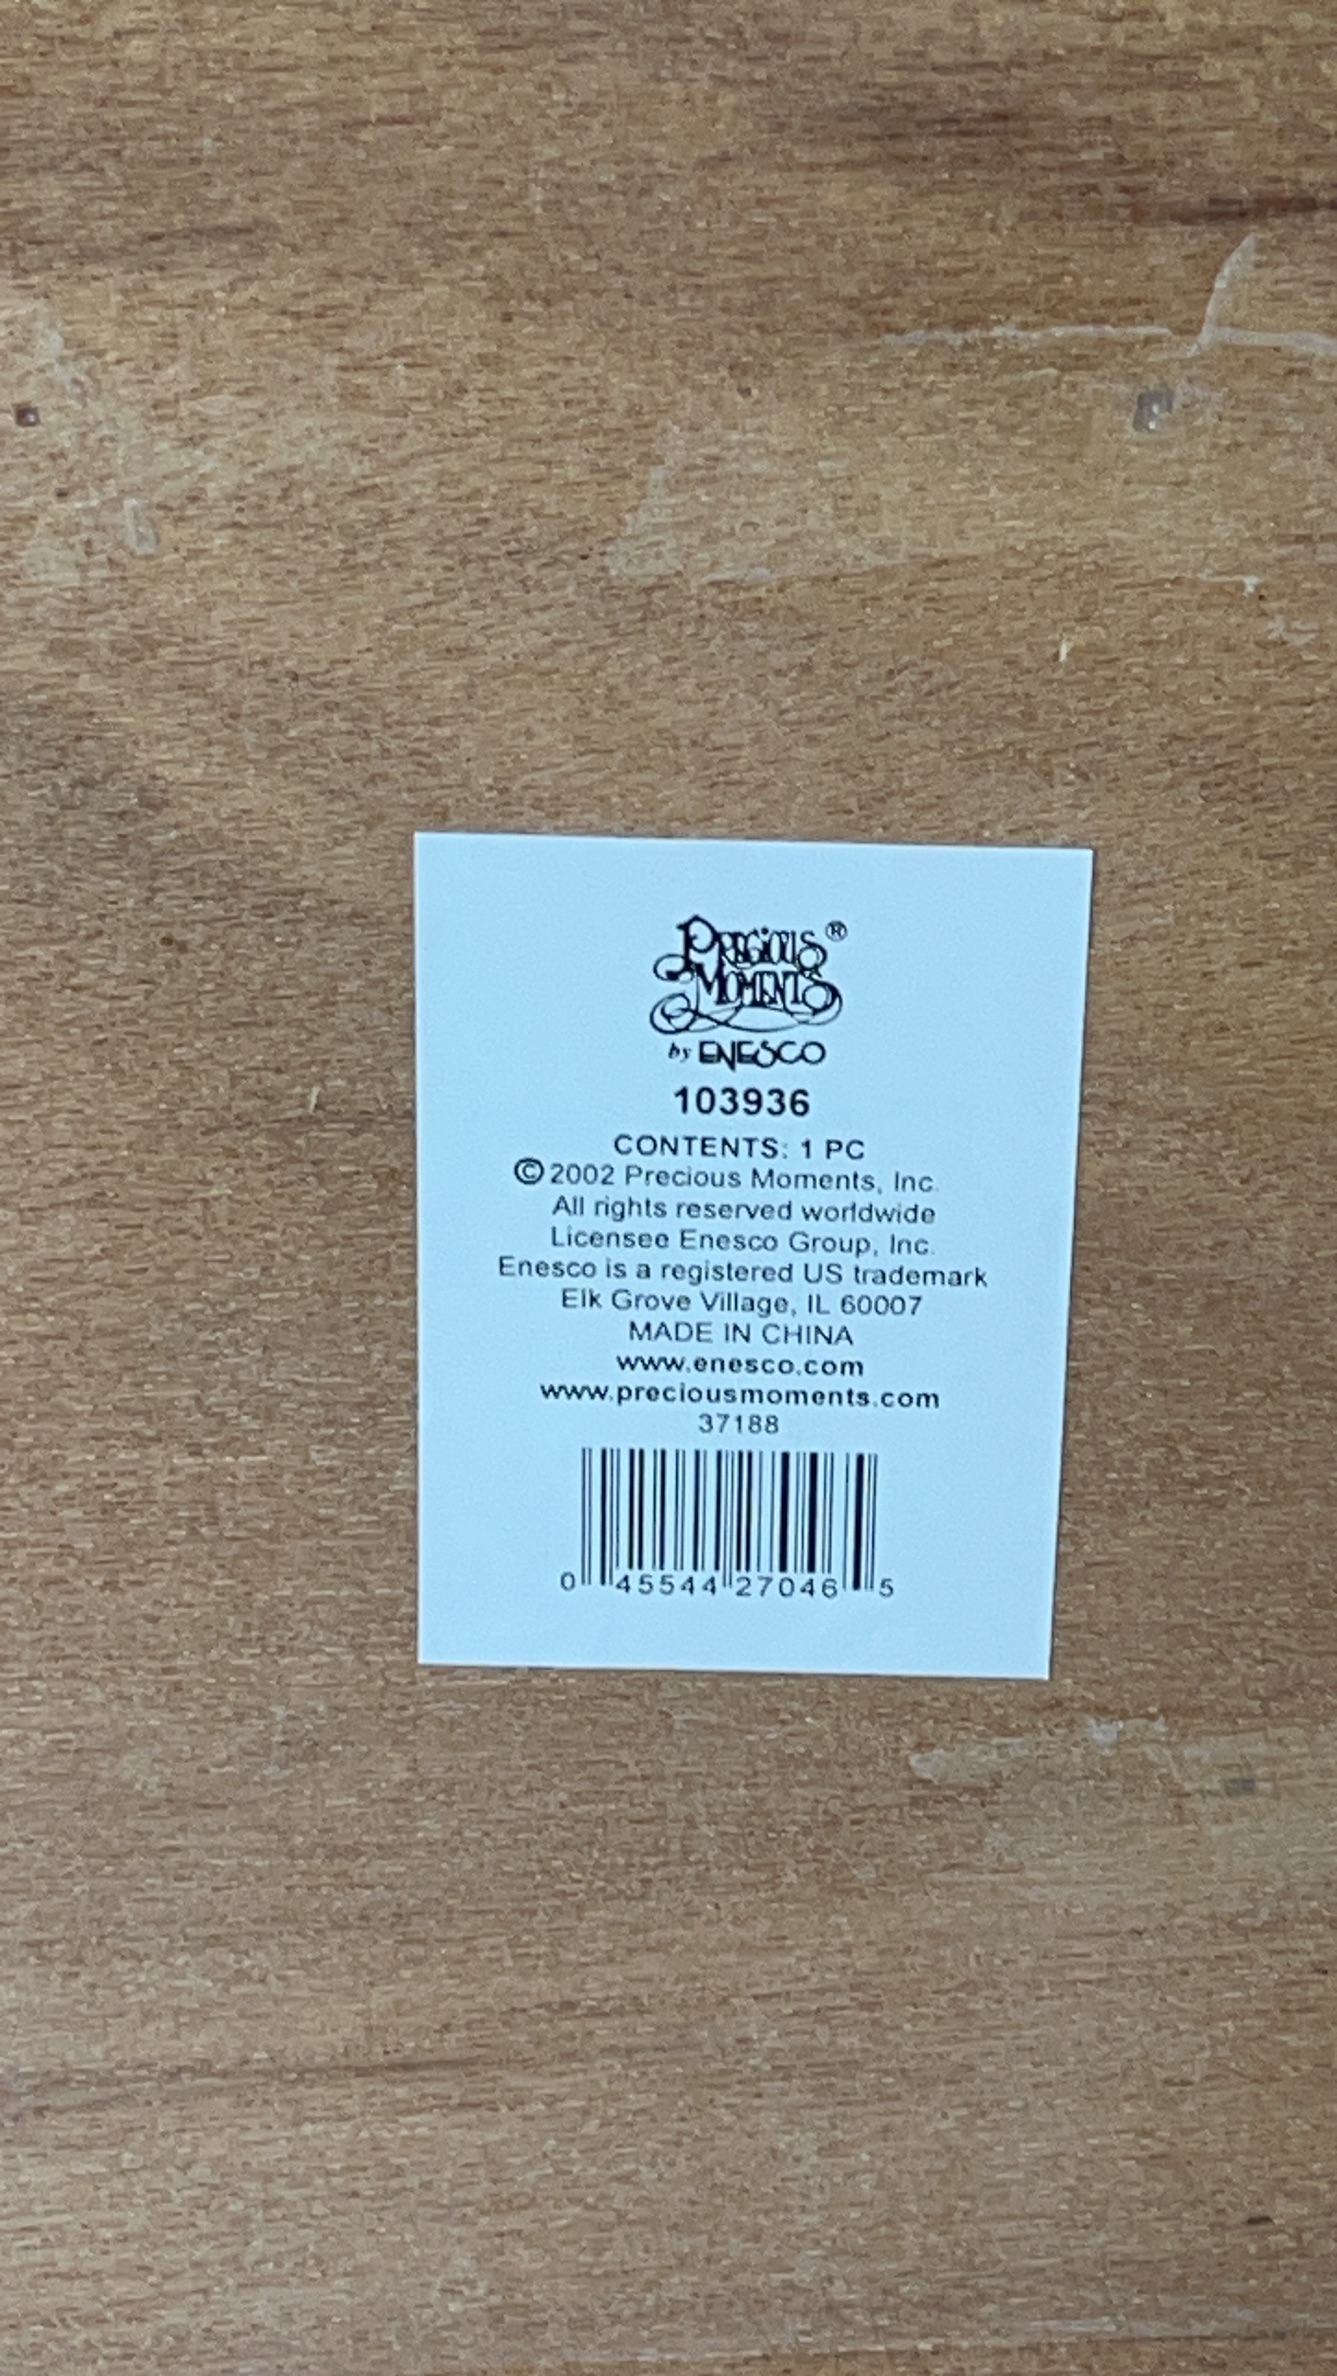 PRECIOUS ®
MOMENTS
by ENESCO
103936
CONTENTS: 1 PC
©2002 Precious Moments, Inc.
All rights reserved worldwide
Licensee Enesco Group, Inc.
Enesco is a registered US trademark
Elk Grove Village, IL 60007
MADE IN CHINA
www.enesco.com
www.preciousmoments.com
37188
0 45544 27046 5